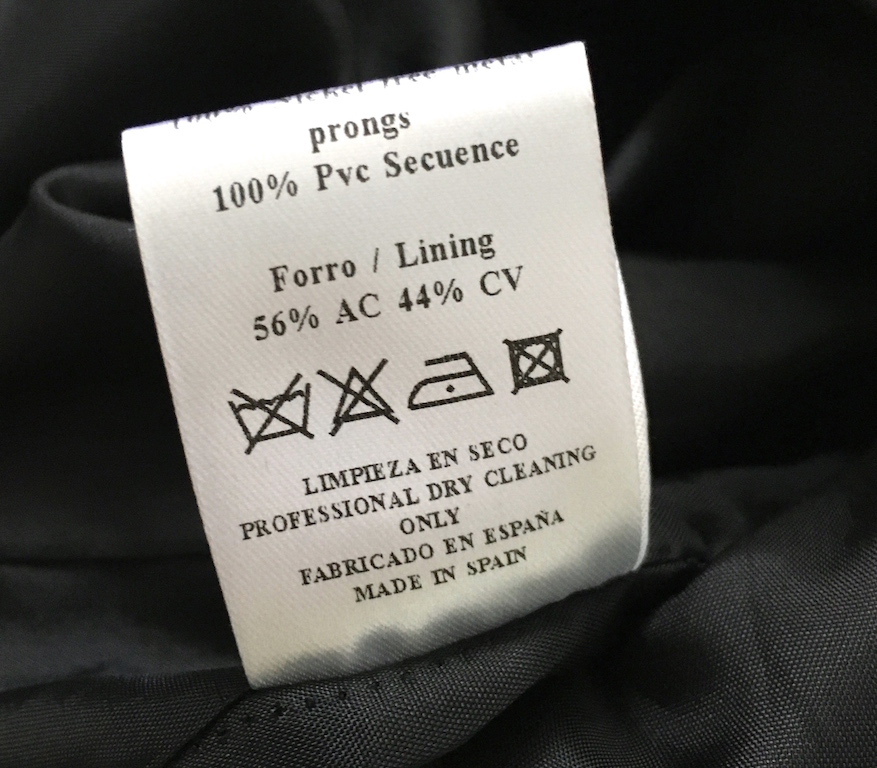 prongs
100% Pvc Secuence
Forro / Lining
56% AC 44% CV
LIMPIEZA EN SECO
PROFESSIONAL DRY CLEANING
ONLY
FABRICADO EN ESPAÑA
MADE IN SPAIN